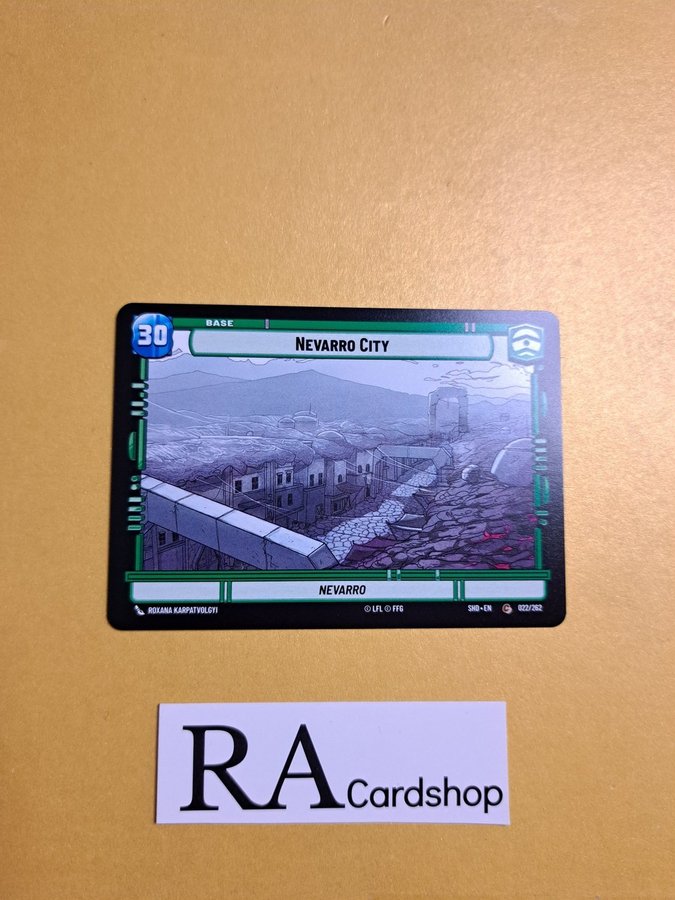 30
BASE
NEVARRO CITY
NEVARRO
ROXANA KARPATVOLGYI
© LFL © FFG
SHD • EN C 022/262
RA Cardshop